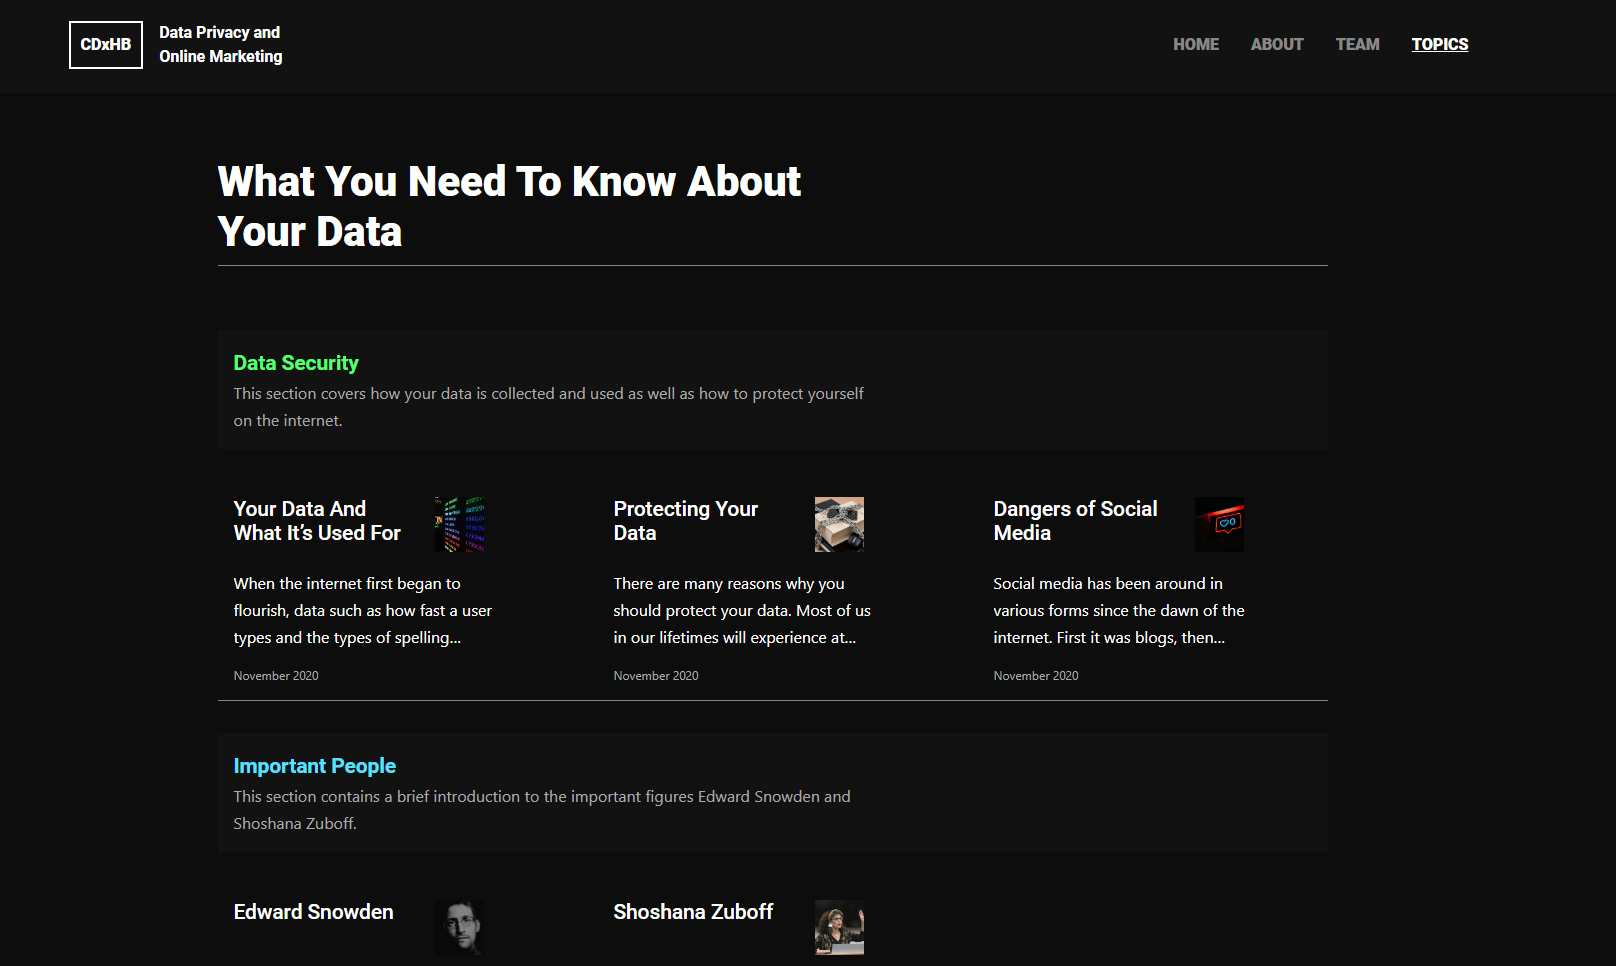 CDxHB
Data Privacy and
Online Marketing
HOME ABOUT TEAM TOPICS
What You Need To Know About
Your Data
Data Security
This section covers how your data is collected and used as well as how to protect yourself
on the internet.
Your Data And
What It’s Used For
When the internet first began to
flourish, data such as how fast a user
types and the types of spelling...
November 2020
Protecting Your
Data
There are many reasons why you
should protect your data. Most of us
in our lifetimes will experience at...
November 2020
Dangers of Social
Media
Social media has been around in
various forms since the dawn of the
internet. First it was blogs, then...
November 2020
Important People
This section contains a brief introduction to the important figures Edward Snowden and
Shoshana Zuboff.
Edward Snowden
Shoshana Zuboff